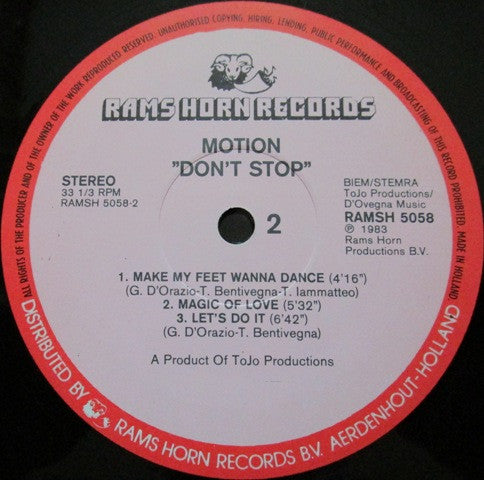 ALL RIGHTS OF THE PRODUCER AND OF THE OWNER OF THE WORK REPRODUCED RESERVED. UNAUTHORISED COPYING, HIRING, LENDING, PUBLIC PERFORMANCE AND BROADCASTING OF THIS RECORD PROHIBITED. MADE IN HOLLAND
RAMS HORN RECORDS
MOTION
"DON'T STOP"
STEREO
33 1/3 RPM
RAMSH 5058-2
BIEM/STEMRA
ToJo Productions/
D'Ovegna Music
RAMSH 5058
℗ 1983
Rams Horn
Productions B.V.
2
1. MAKE MY FEET WANNA DANCE (4'16")
(G. D'Orazio-T. Bentivegna-T. Iammatteo)
2. MAGIC OF LOVE (5'32")
3. LET'S DO IT (6'42")
(G. D'Orazio-T. Bentivegna)
A Product Of ToJo Productions
DISTRIBUTED BY RAMS HORN RECORDS B.V. AERDENHOUT-HOLLAND